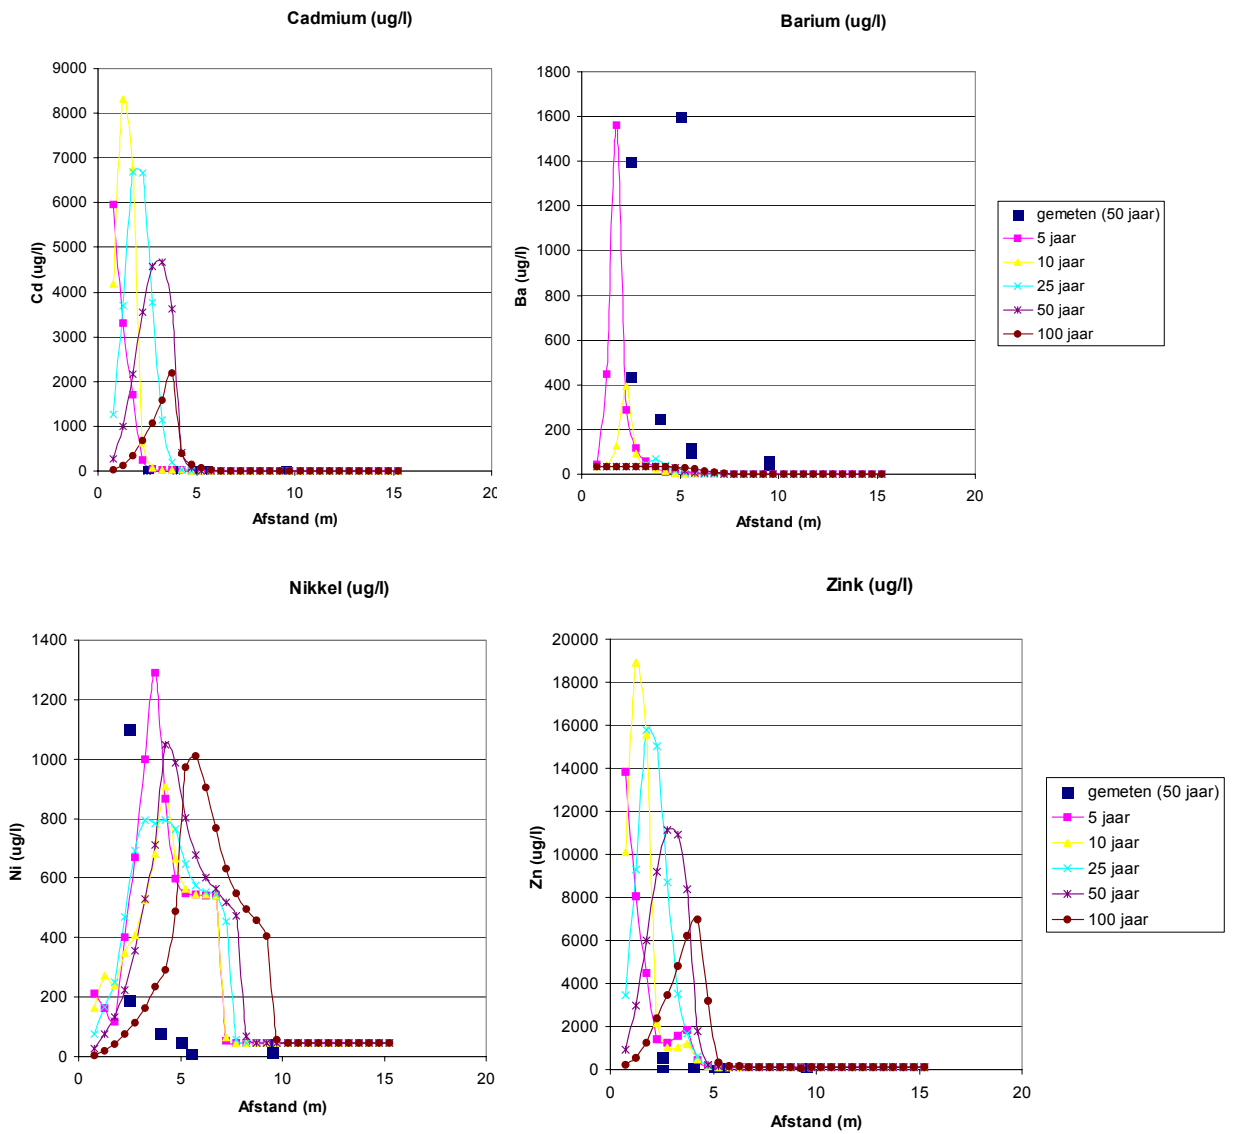 Cadmium (ug/l)
9000
8000
7000
6000
5000
4000
3000
2000
1000
0
Cd (ug/l)
0 5 10 15 20
Afstand (m)
Barium (ug/l)
1800
1600
1400
1200
1000
800
600
400
200
0
Ba (ug/l)
0 5 10 15 20
Afstand (m)
gemeten (50 jaar)
5 jaar
10 jaar
25 jaar
50 jaar
100 jaar
Nikkel (ug/l)
1400
1200
1000
800
600
400
200
0
Ni (ug/l)
0 5 10 15 20
Afstand (m)
Zink (ug/l)
20000
18000
16000
14000
12000
10000
8000
6000
4000
2000
0
Zn (ug/l)
0 5 10 15 20
Afstand (m)
gemeten (50 jaar)
5 jaar
10 jaar
25 jaar
50 jaar
100 jaar